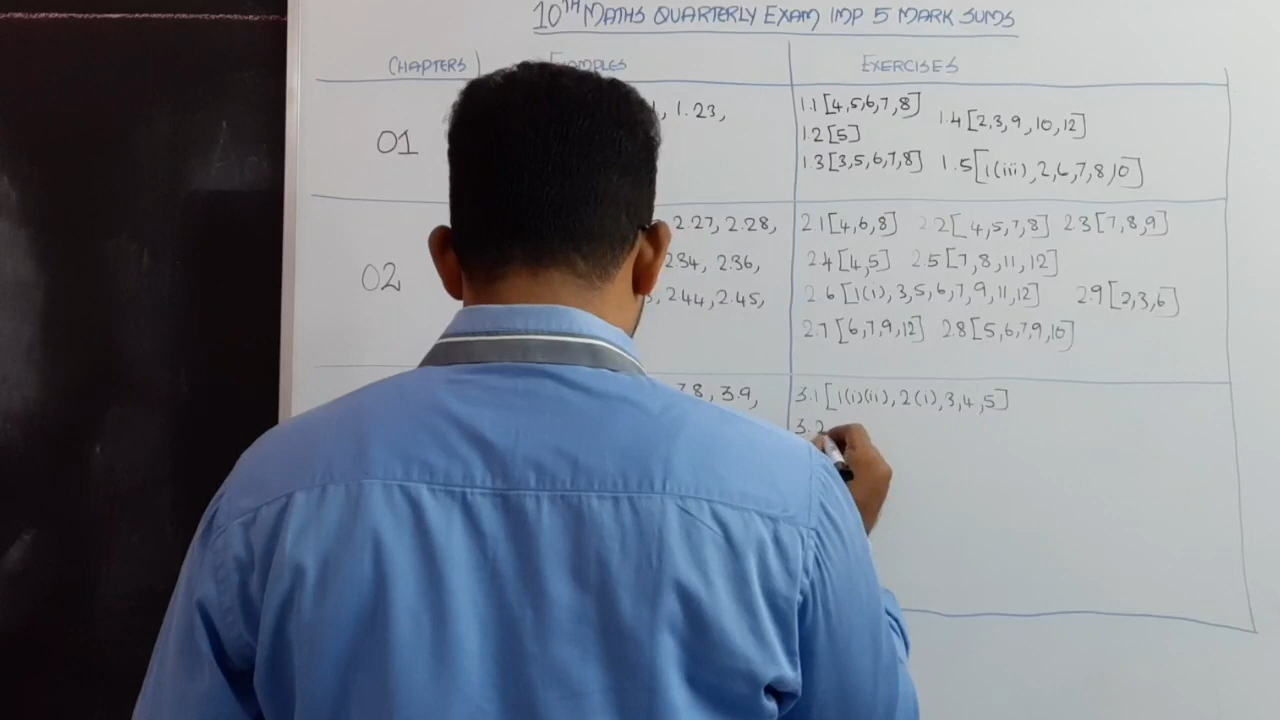 10TH MATHS QUARTERLY EXAM IMP 5 MARK SUMS
CHAPTERS EXAMPLES EXERCISES
01
1.23,
1.1 [4,5,6,7,8] 1.4 [2,3,9,10,12]
1.2 [5]
1.3 [3,5,6,7,8] 1.5 [1(iii),2,6,7,8,10]
02
2.27, 2.28,
2.34, 2.36,
2.44, 2.45,
2.1 [4,6,8] 2.2 [4,5,7,8] 2.3 [7,8,9]
2.4 [4,5] 2.5 [7,8,11,12]
2.6 [1(i),3,5,6,7,9,11,12] 2.9 [2,3,6]
2.7 [6,7,9,12] 2.8 [5,6,7,9,10]
3.8, 3.9,
3.1 [1(i)(ii),2(i),3,4,5]
3.2